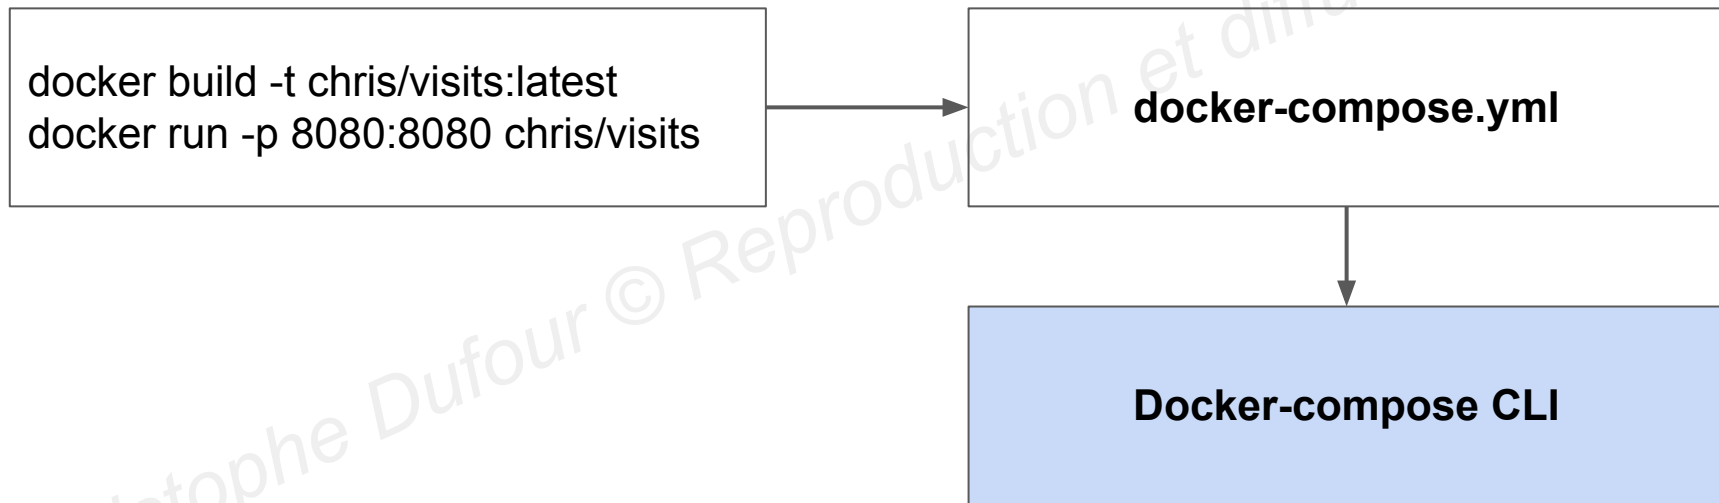 docker build -t chris/visits:latest
docker run -p 8080:8080 chris/visits
docker-compose.yml
Docker-compose CLI
Dufour © Reproduction et